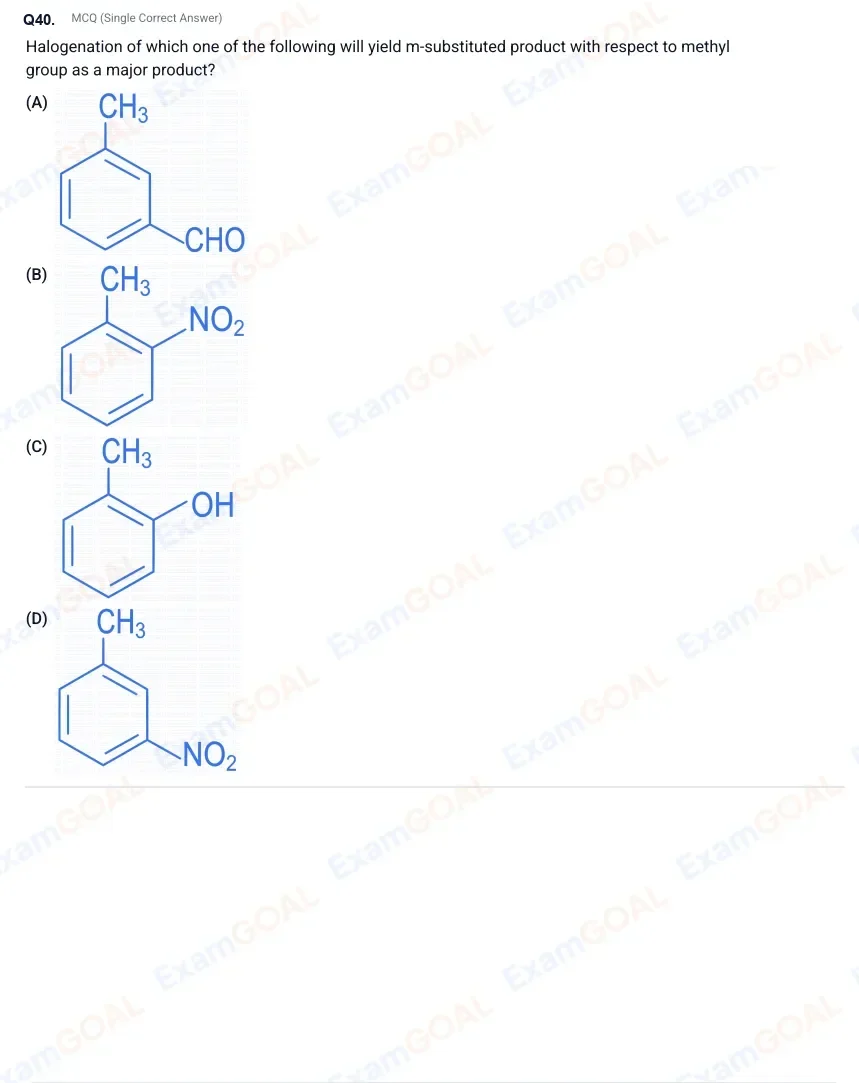 Q40. MCQ (Single Correct Answer)
Halogenation of which one of the following will yield m-substituted product with respect to methyl
group as a major product?
(A)
CH₃
CHO
(B)
CH₃
NO₂
(C)
CH₃
OH
(D)
CH₃
NO₂
ExamGOAL